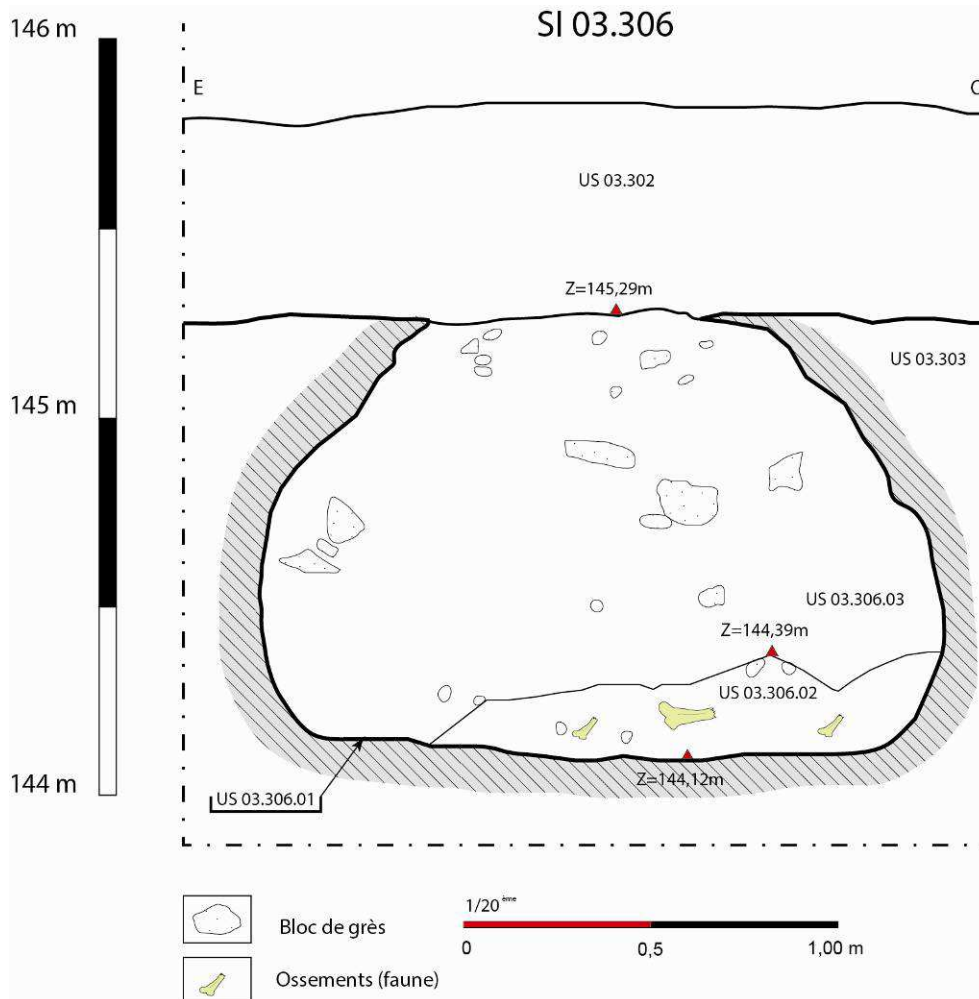 SI 03.306
146 m
E
US 03.302
Z=145,29m
US 03.303
145 m
US 03.306.03
Z=144,39m
US 03.306.02
144 m
Z=144,12m
US 03.306.01
1/20ème
Bloc de grès
0
0,5
1,00 m
Ossements (faune)